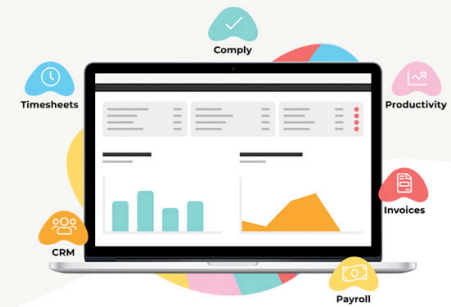 Comply
Timesheets
Productivity
Invoices
CRM
Payroll